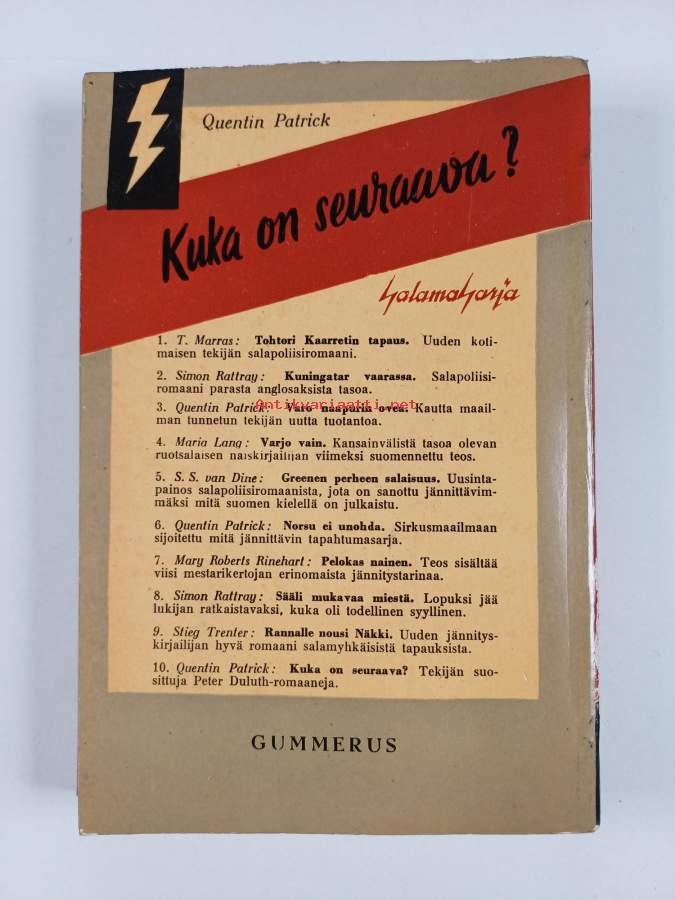 Quentin Patrick
Kuka on seuraava?
Salamasarja
1. T. Marras: Tohtori Kaarretin tapaus. Uuden koti-
maisen tekijän salapoliisiromaani.
2. Simon Rattray: Kuningatar vaarassa. Salapoliisi-
romaani parasta anglosaksista tasoa.
Antikvariaatti.net
3. Quentin Patrick: Varo naapurin ovea. Kautta maail-
man tunnetun tekijän uutta tuotantoa.
4. Maria Lang: Varjo vain. Kansainvälistä tasoa olevan
ruotsalaisen naiskirjailijan viimeksi suomennettu teos.
5. S. S. van Dine: Greenen perheen salaisuus. Uusinta-
painos salapoliisiromaanista, jota on sanottu jännittävim-
mäksi mitä suomen kielellä on julkaistu.
6. Quentin Patrick: Norsu ei unohda. Sirkusmaailmaan
sijoitettu mitä jännittävin tapahtumasarja.
7. Mary Roberts Rinehart: Pelokas nainen. Teos sisältää
viisi mestarikertojan erinomaista jännitystarinaa.
8. Simon Rattray: Sääli mukavaa miestä. Lopuksi jää
lukijan ratkaistavaksi, kuka oli todellinen syyllinen.
9. Stieg Trenter: Rannalle nousi Näkki. Uuden jännitys-
kirjailijan hyvä romaani salamyhkäisistä tapauksista.
10. Quentin Patrick: Kuka on seuraava? Tekijän suo-
sittuja Peter Duluth-romaaneja.
GUMMERUS